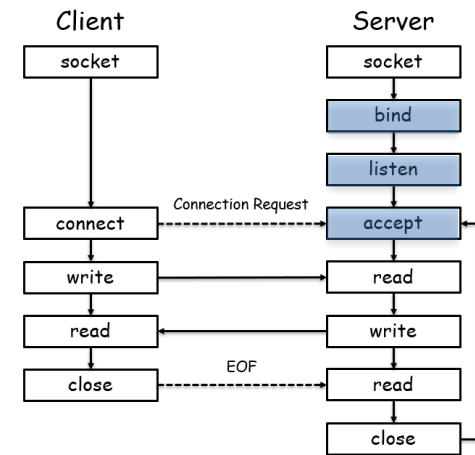 Client
Server
socket
socket
bind
listen
Connection Request
connect
accept
write
read
read
write
EOF
close
read
close